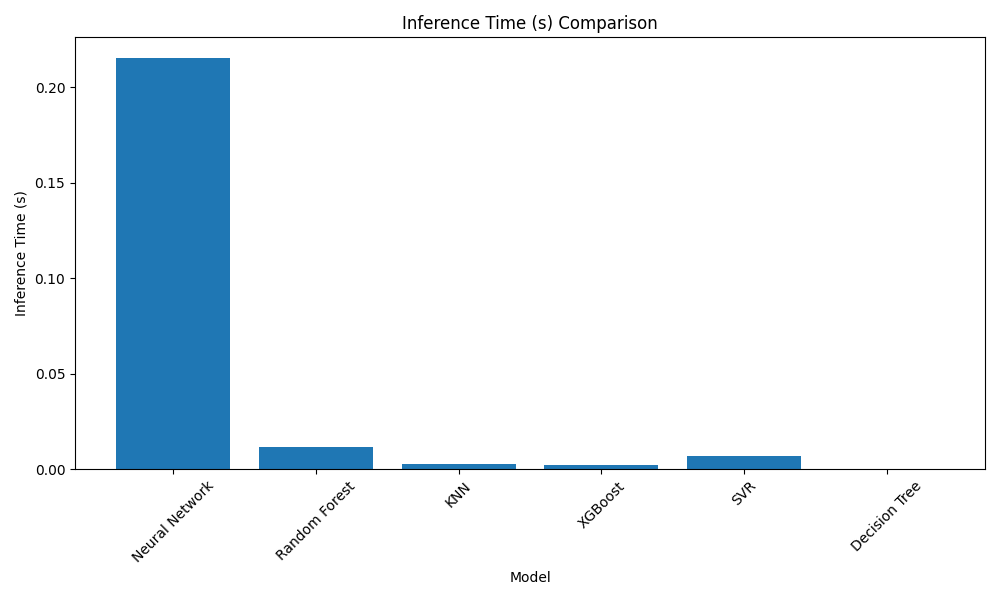 Inference Time (s) Comparison
Inference Time (s)
0.20
0.15
0.10
0.05
0.00
Neural Network
Random Forest
KNN
XGBoost
SVR
Decision Tree
Model